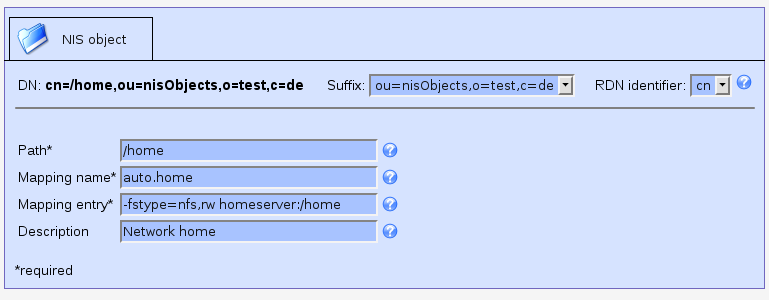 NIS object
DN: cn=/home,ou=nisObjects,o=test,c=de Suffix: ou=nisObjects,o=test,c=de RDN identifier: cn ?
Path* /home ?
Mapping name* auto.home ?
Mapping entry* -fstype=nfs,rw homeserver:/home ?
Description Network home ?
*required